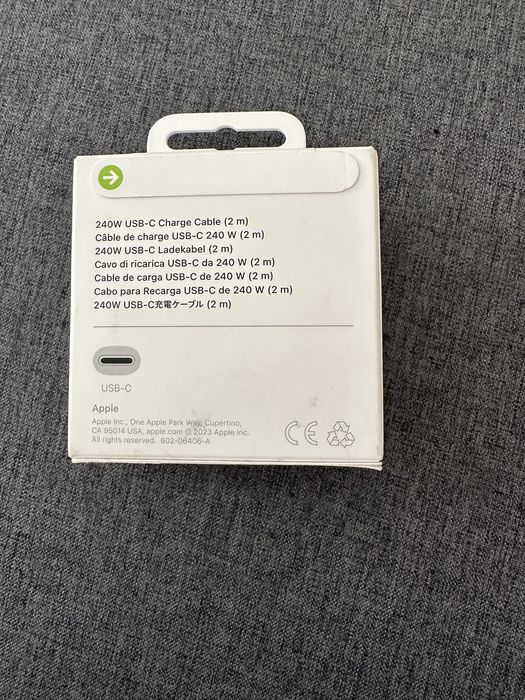 240W USB-C Charge Cable (2 m)
Câble de charge USB-C 240 W (2 m)
240W USB-C Ladekabel (2 m)
Cavo di ricarica USB-C da 240 W (2 m)
Cable de carga USB-C de 240 W (2 m)
Cabo para Recarga USB-C de 240 W (2 m)
240W USB-C充電ケーブル (2 m)
USB-C
Apple
Apple Inc., One Apple Park Way, Cupertino,
CA 95014 USA, apple.com © 2023 Apple Inc.
All rights reserved. 602-06406-A
CE